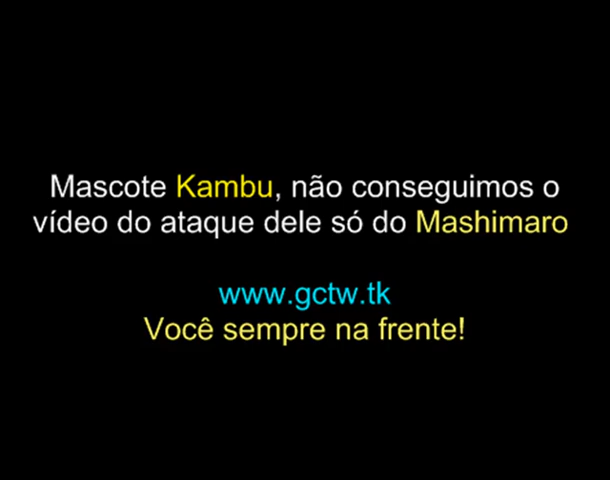 Mascote Kambu, não conseguimos o
vídeo do ataque dele só do Mashimaro
www.gctw.tk
Você sempre na frente!